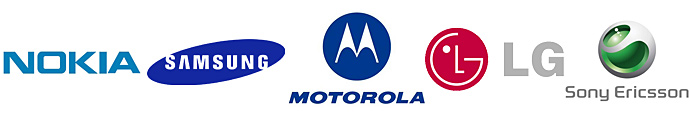 NOKIA
SAMSUNG
MOTOROLA
LG
Sony Ericsson